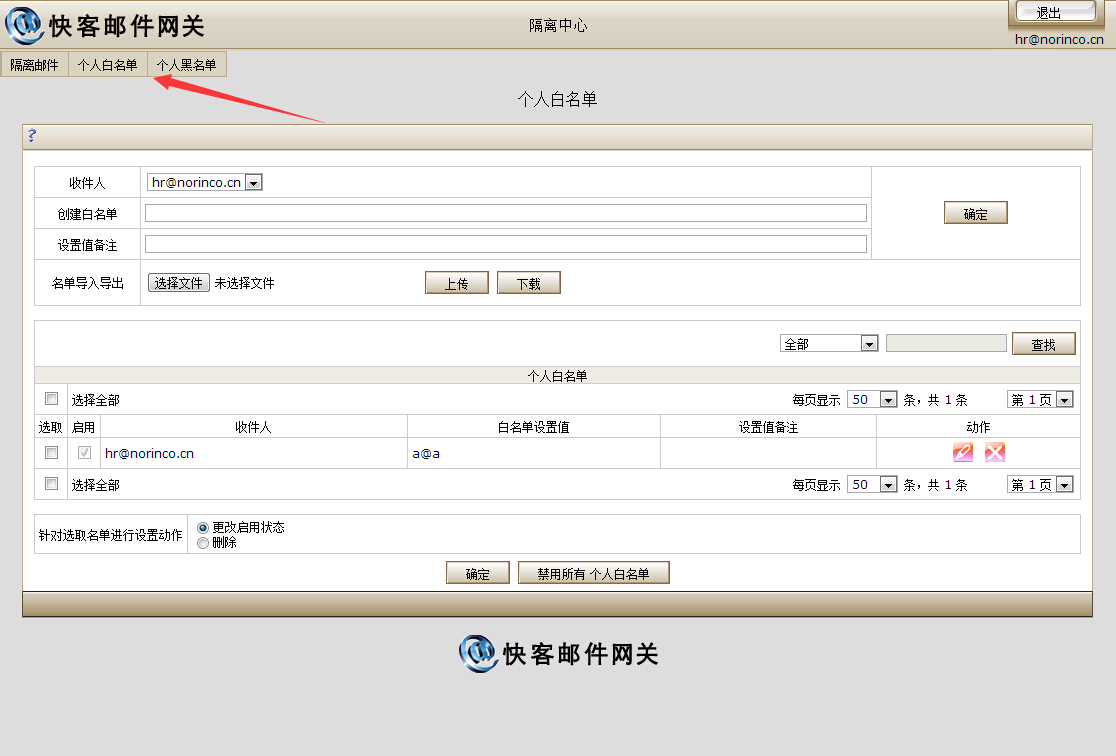 快客邮件网关
隔离中心
退出
hr@norinco.cn
隔离邮件 个人白名单 个人黑名单
个人白名单
?
收件人 hr@norinco.cn
创建白名单
确定
设置值备注
名单导入导出 选择文件 未选择文件 上传 下载
全部 查找
个人白名单
选择全部 每页显示 50 条，共 1 条 第 1 页
选取 启用 收件人 白名单设置值 设置值备注 动作
hr@norinco.cn a@a
选择全部 每页显示 50 条，共 1 条 第 1 页
针对选取名单进行设置动作 更改启用状态
删除
确定 禁用所有 个人白名单
快客邮件网关